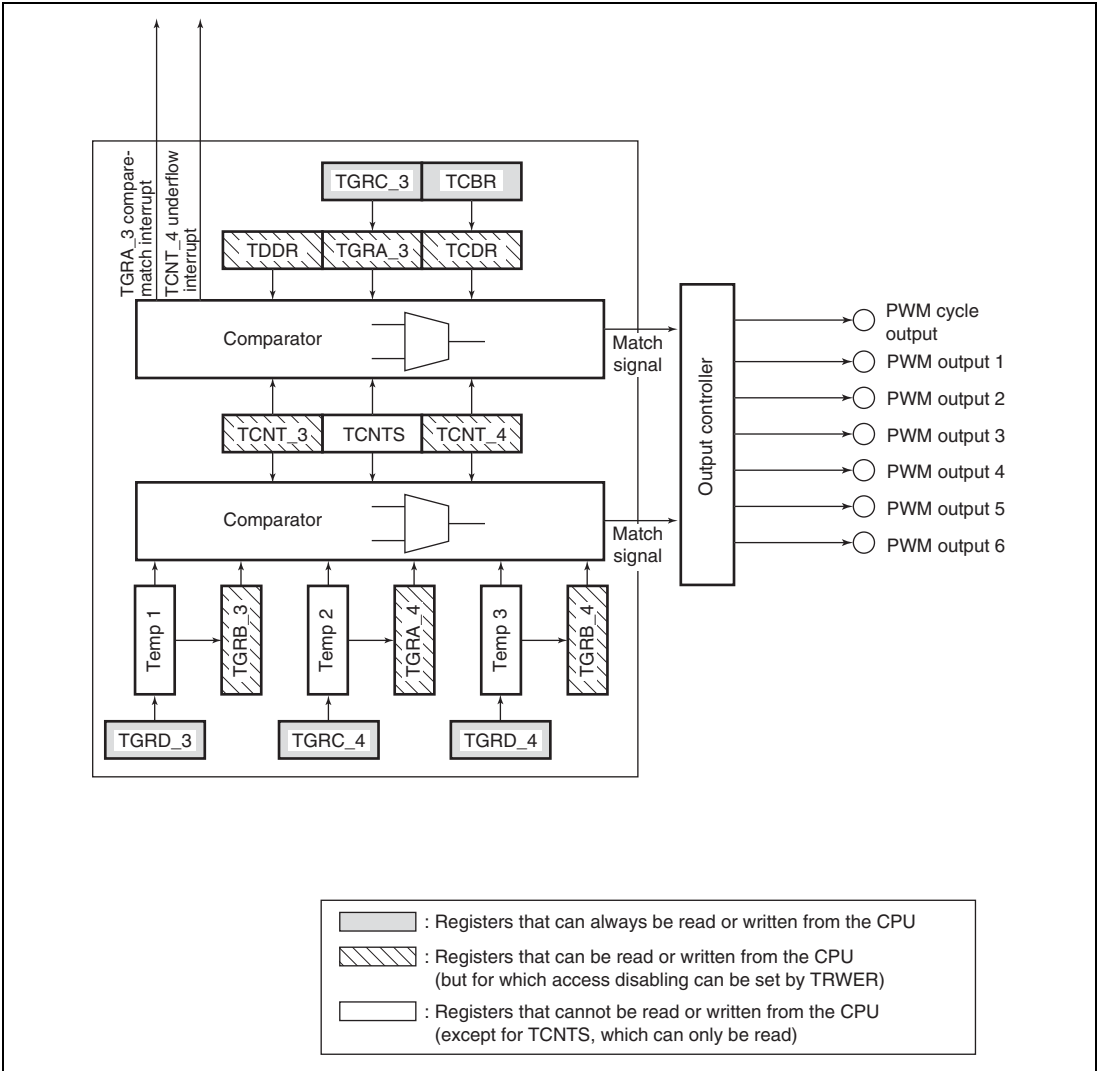 TGRA_3 compare-
match interrupt
TCNT_4 underflow
interrupt
TGRC_3
TCBR
TDDR
TGRA_3
TCDR
Comparator
Match
signal
TCNT_3
TCNTS
TCNT_4
Comparator
Match
signal
Output controller
PWM cycle
output
PWM output 1
PWM output 2
PWM output 3
PWM output 4
PWM output 5
PWM output 6
Temp 1
TGRB_3
Temp 2
TGRA_4
Temp 3
TGRB_4
TGRD_3
TGRC_4
TGRD_4
: Registers that can always be read or written from the CPU
: Registers that can be read or written from the CPU
(but for which access disabling can be set by TRWER)
: Registers that cannot be read or written from the CPU
(except for TCNTS, which can only be read)